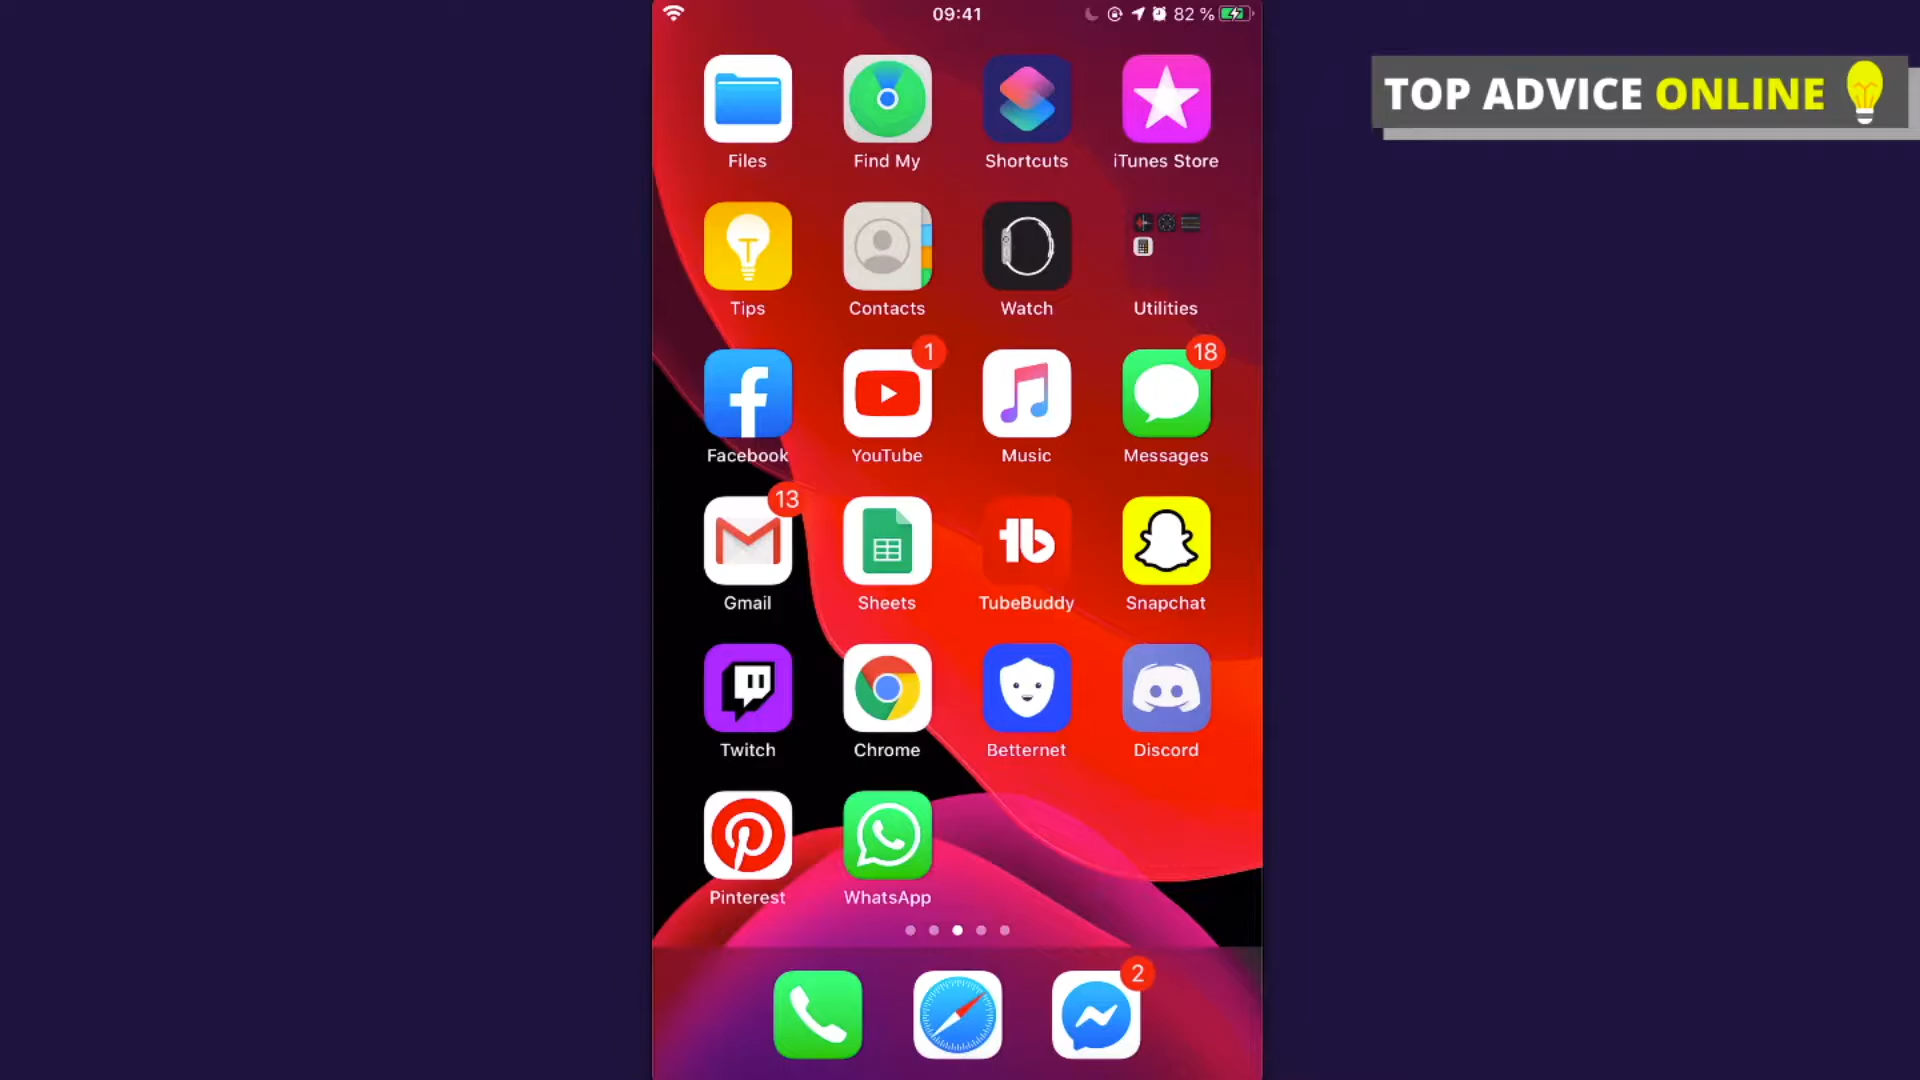 09:41
82 %
TOP ADVICE ONLINE
Files
Find My
Shortcuts
iTunes Store
Tips
Contacts
Watch
Utilities
1
18
Facebook
YouTube
Music
Messages
13
Gmail
Sheets
TubeBuddy
Snapchat
Twitch
Chrome
Betternet
Discord
Pinterest
WhatsApp
2